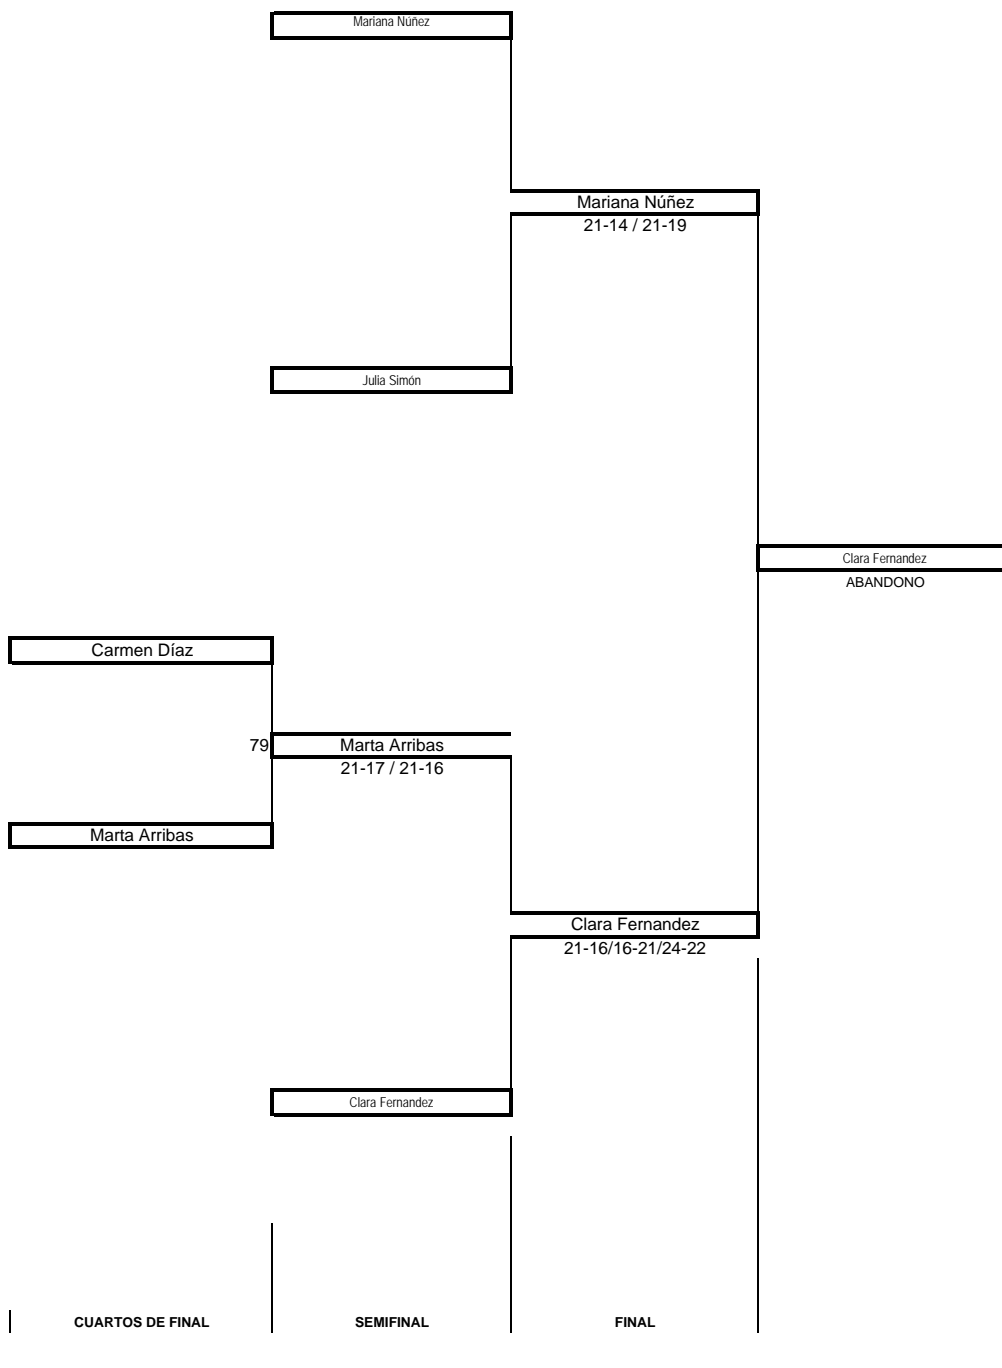 Mariana Núñez
Mariana Núñez
21-14 / 21-19
Julia Simón
Clara Fernandez
ABANDONO
Carmen Díaz
79 Marta Arribas
21-17 / 21-16
Marta Arribas
Clara Fernandez
21-16/16-21/24-22
Clara Fernandez
CUARTOS DE FINAL SEMIFINAL FINAL